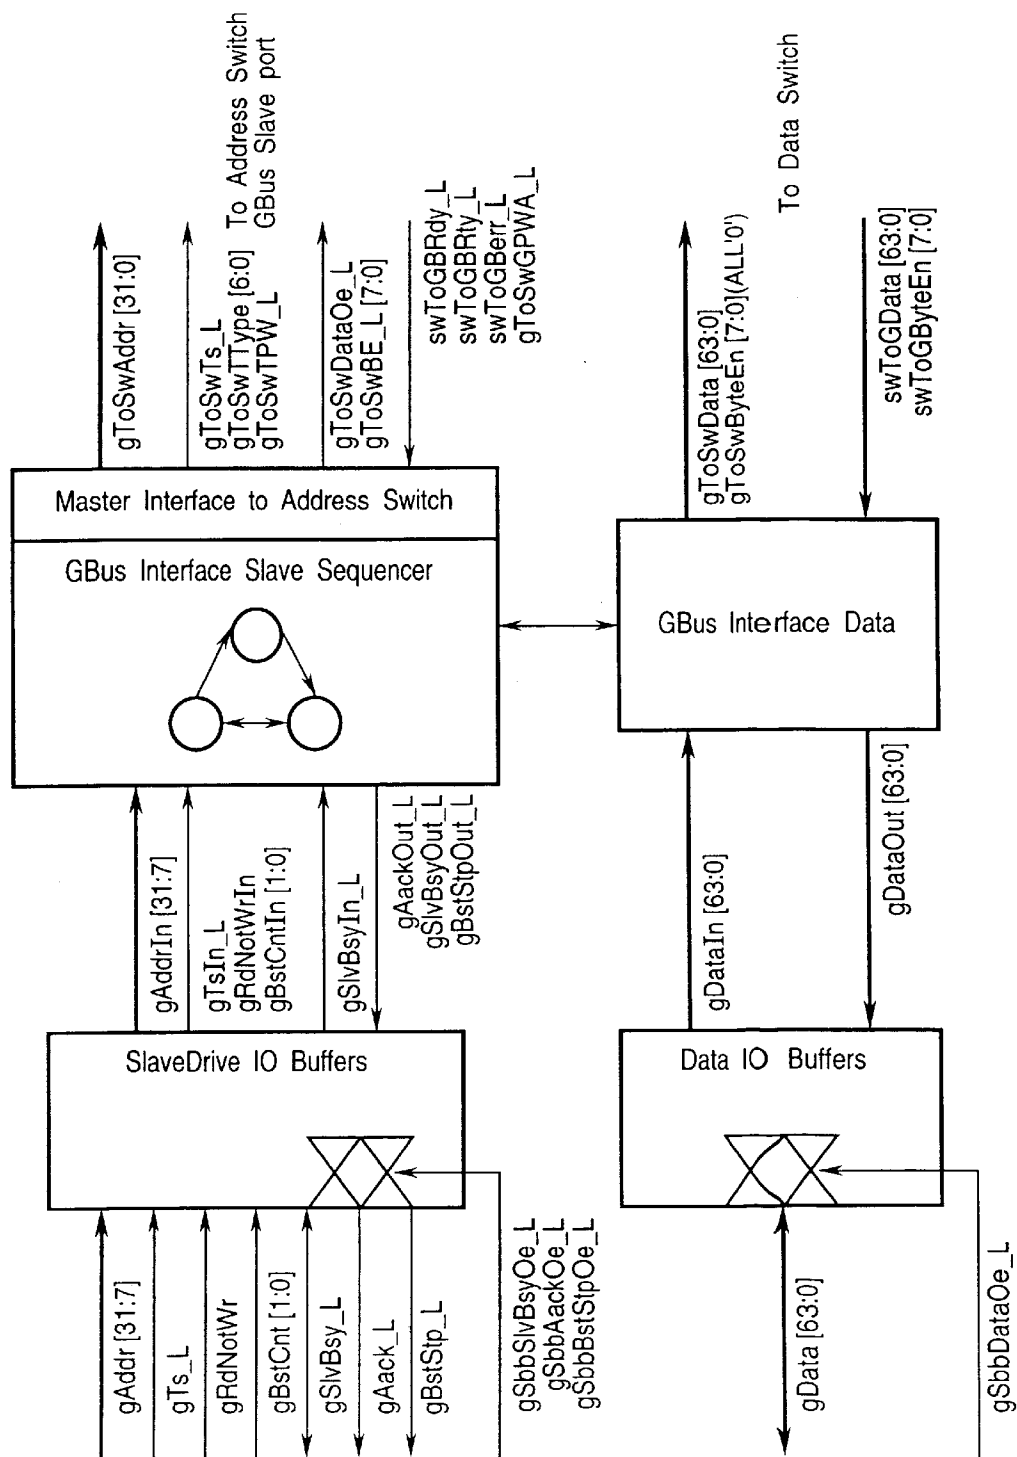 To Address Switch
GBus Slave port
To Data Switch
gToSwAddr [31:0]
gToSwTs_L
gToSwTType [6:0]
gToSwTPW_L
gToSwDataOe_L
gToSwBE_L [7:0]
swToGBRdy_L
swToGBRty_L
swToGBerr_L
gToSwGPWA_L
gToSwData [63:0]
gToSwByteEn [7:0](ALL'0')
swToGData [63:0]
swToGByteEn [7:0]
Master Interface to Address Switch
GBus Interface Slave Sequencer
GBus Interface Data
gAddrIn [31:7]
gTsIn_L
gRdNotWrIn
gBstCntIn [1:0]
gSlvBsyIn_L
gAackOut_L
gSlvBsyOut_L
gBstStpOut_L
gDataIn [63:0]
gDataOut [63:0]
SlaveDrive IO Buffers
Data IO Buffers
gAddr [31:7]
gTs_L
gRdNotWr
gBstCnt [1:0]
gSlvBsy_L
gAack_L
gBstStp_L
gSbbSlvBsyOe_L
gSbbAackOe_L
gSbbBstStpOe_L
gData [63:0]
gSbbDataOe_L